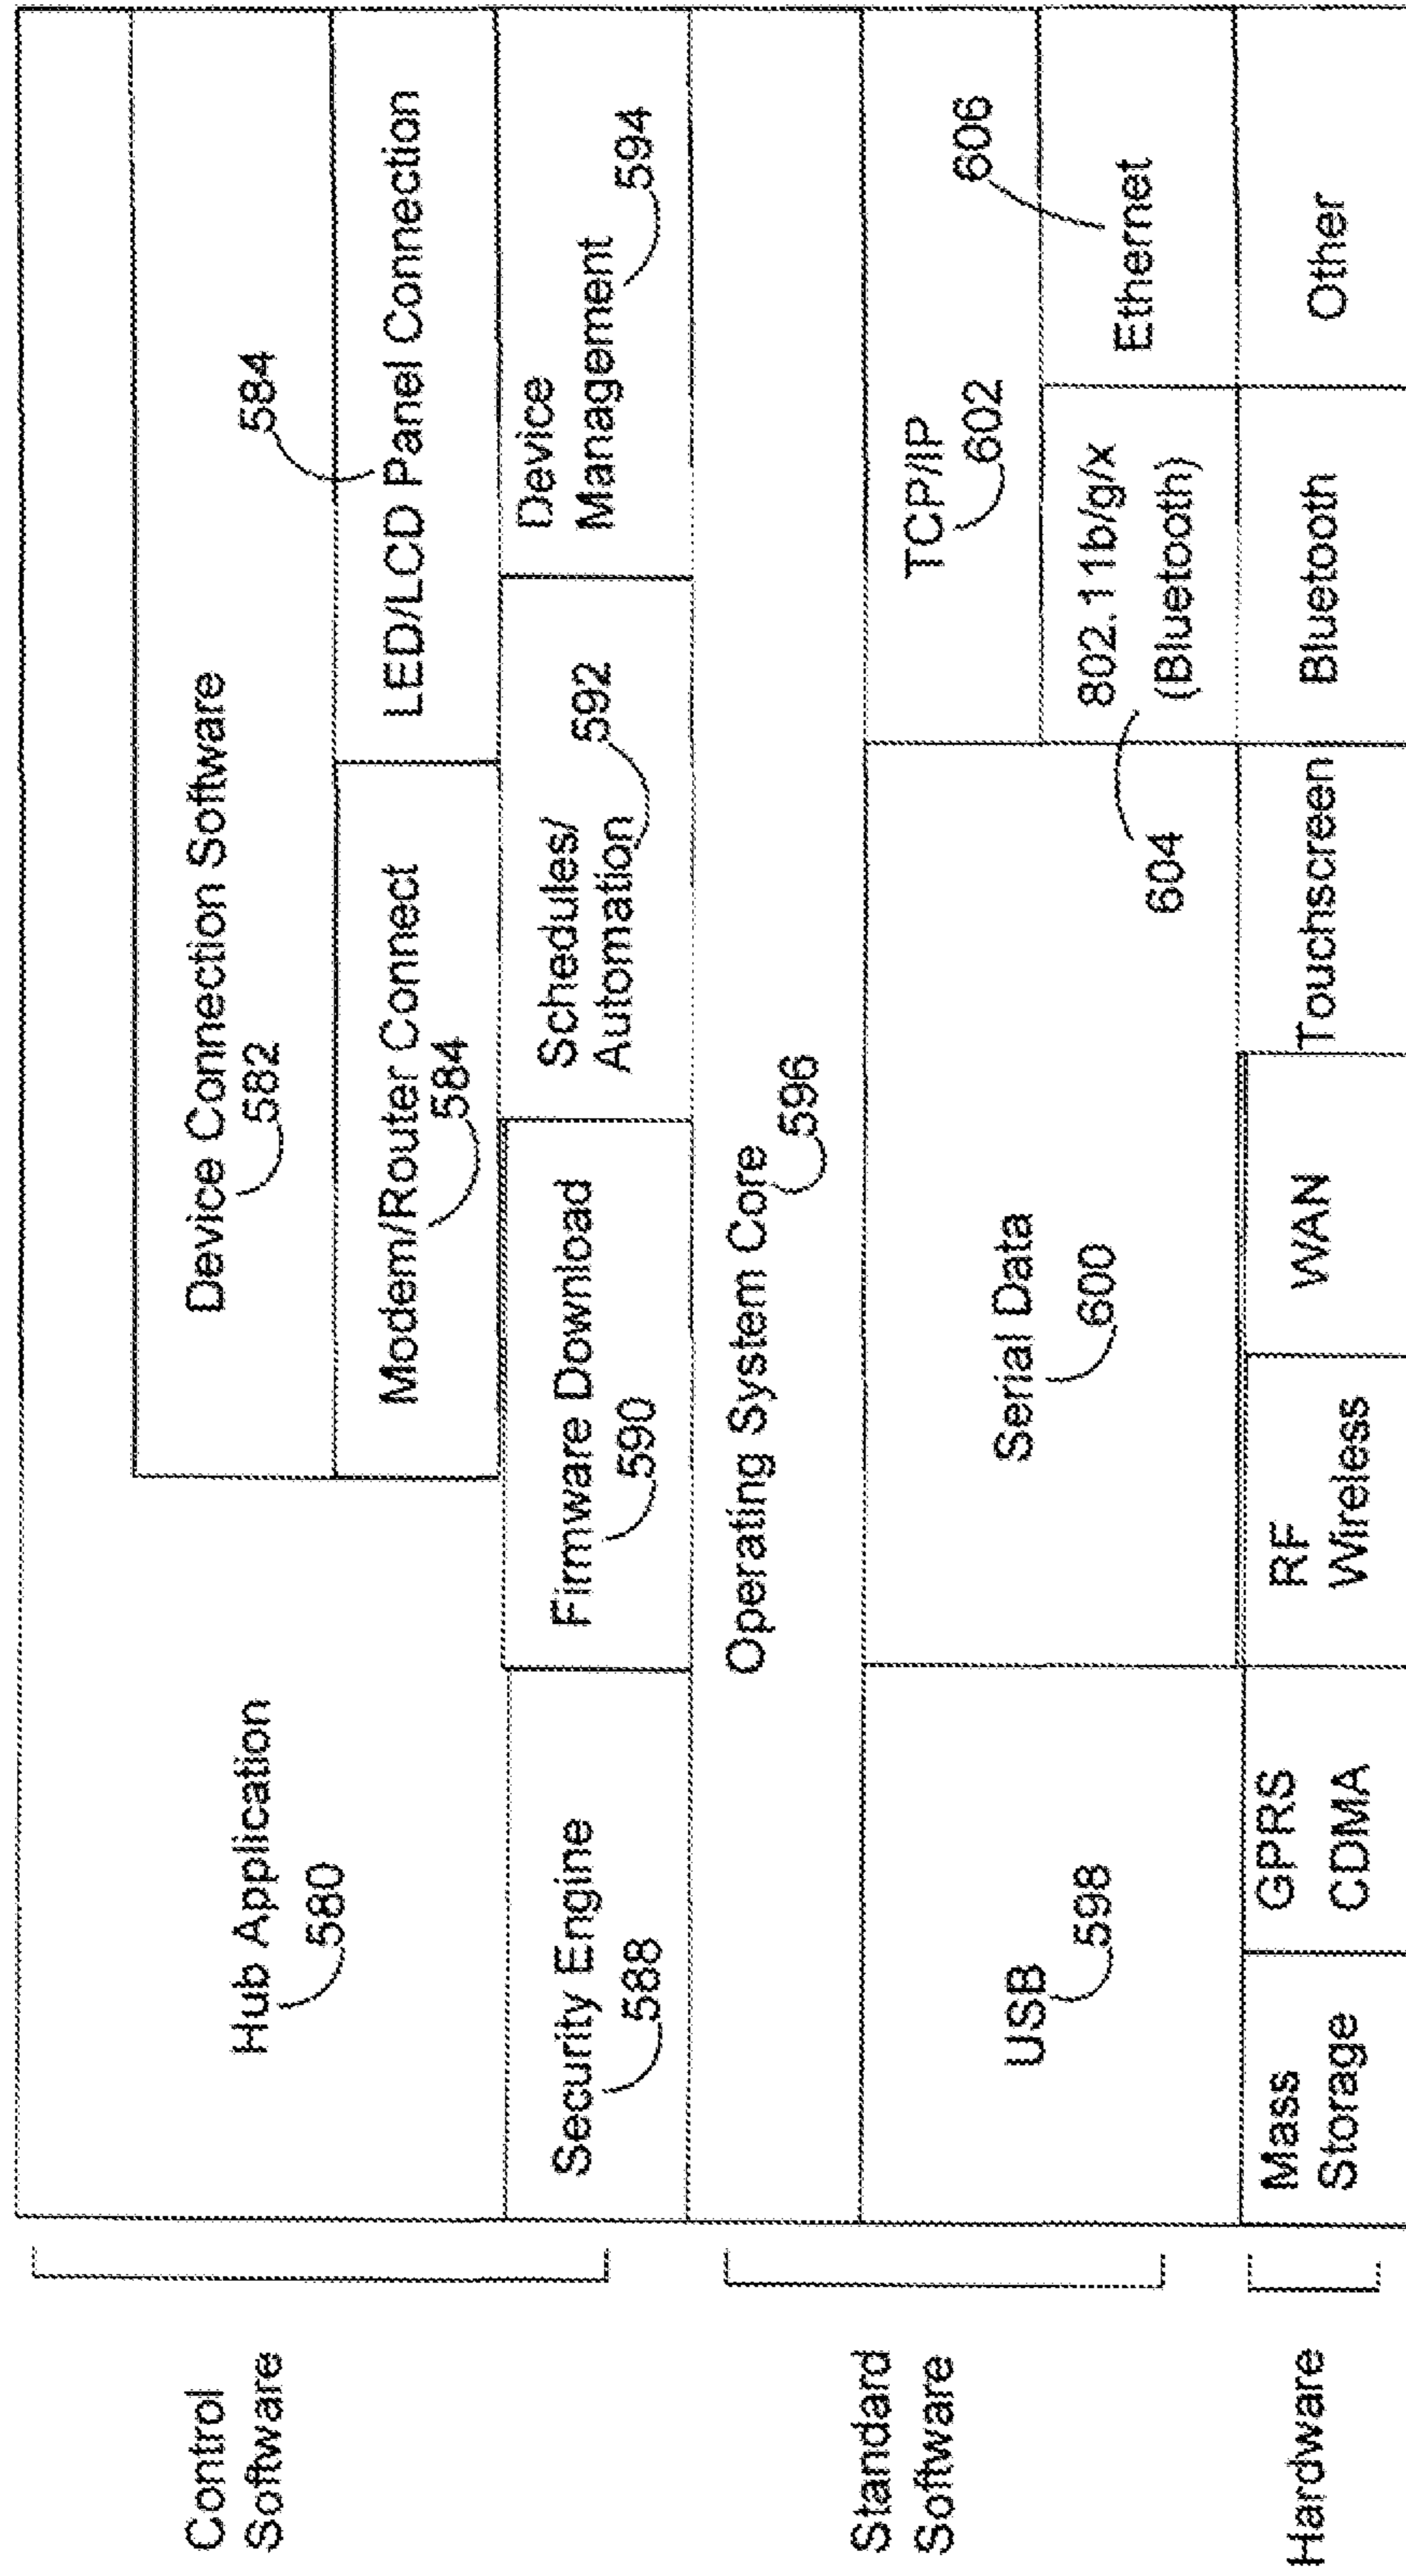 Control
Software
Hub Application
580
Device Connection Software
582
Modem/Router Connect
584
LED/LCD Panel Connection
584
Security Engine
588
Firmware Download
590
Schedules/
Automation
592
Device
Management
594
Standard
Software
Operating System Core
596
USB
598
Serial Data
600
TCP/IP
602
802.11b/g/x
(Bluetooth)
604
Ethernet
606
Hardware
Mass
Storage
GPRS
CDMA
RF
Wireless
WAN
Touchscreen
Bluetooth
Other